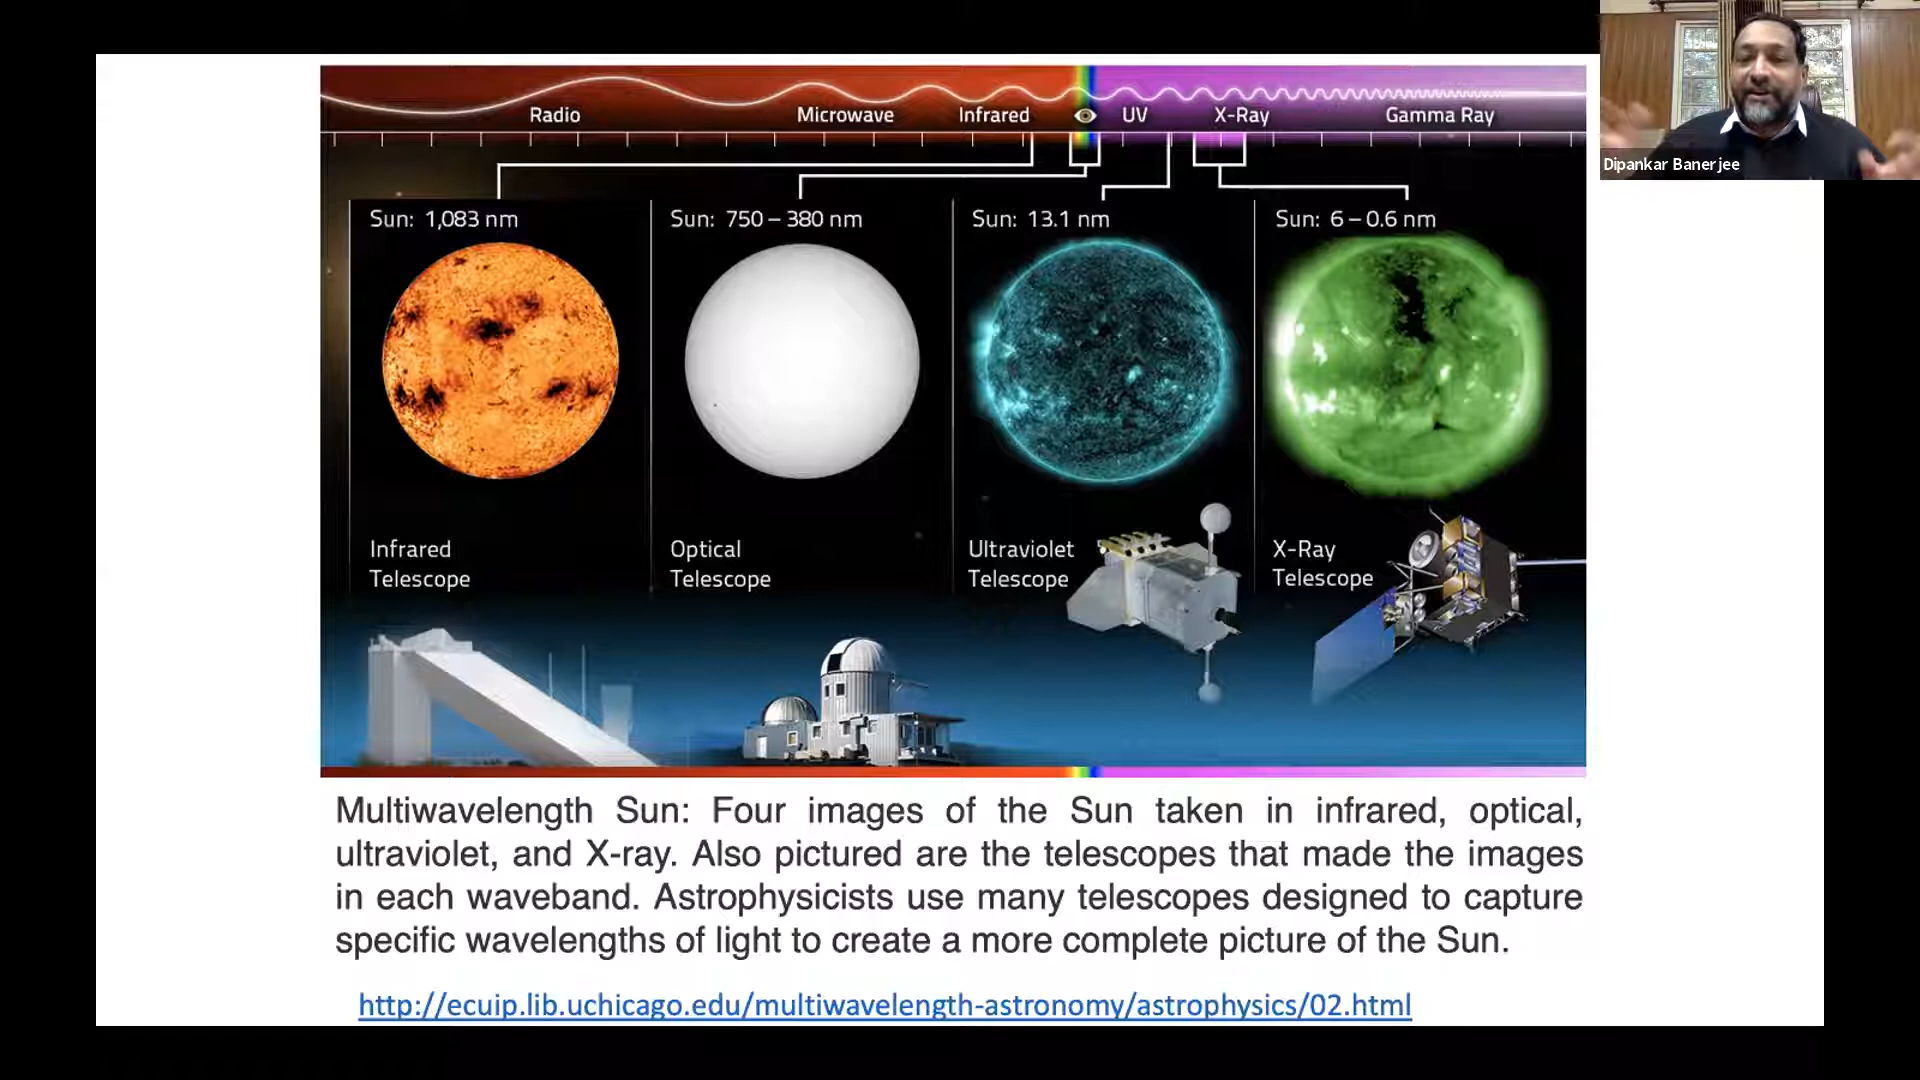 Radio Microwave Infrared UV X-Ray Gamma Ray
Dipankar Banerjee
Sun: 1,083 nm
Sun: 750 – 380 nm
Sun: 13.1 nm
Sun: 6 – 0.6 nm
Infrared
Telescope
Optical
Telescope
Ultraviolet
Telescope
X-Ray
Telescope
Multiwavelength Sun: Four images of the Sun taken in infrared, optical,
ultraviolet, and X-ray. Also pictured are the telescopes that made the images
in each waveband. Astrophysicists use many telescopes designed to capture
specific wavelengths of light to create a more complete picture of the Sun.
http://ecuip.lib.uchicago.edu/multiwavelength-astronomy/astrophysics/02.html